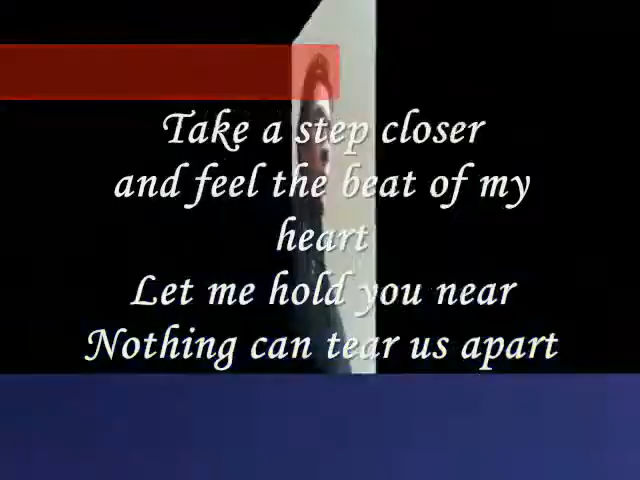 Take a step closer
and feel the beat of my
heart
Let me hold you near
Nothing can tear us apart